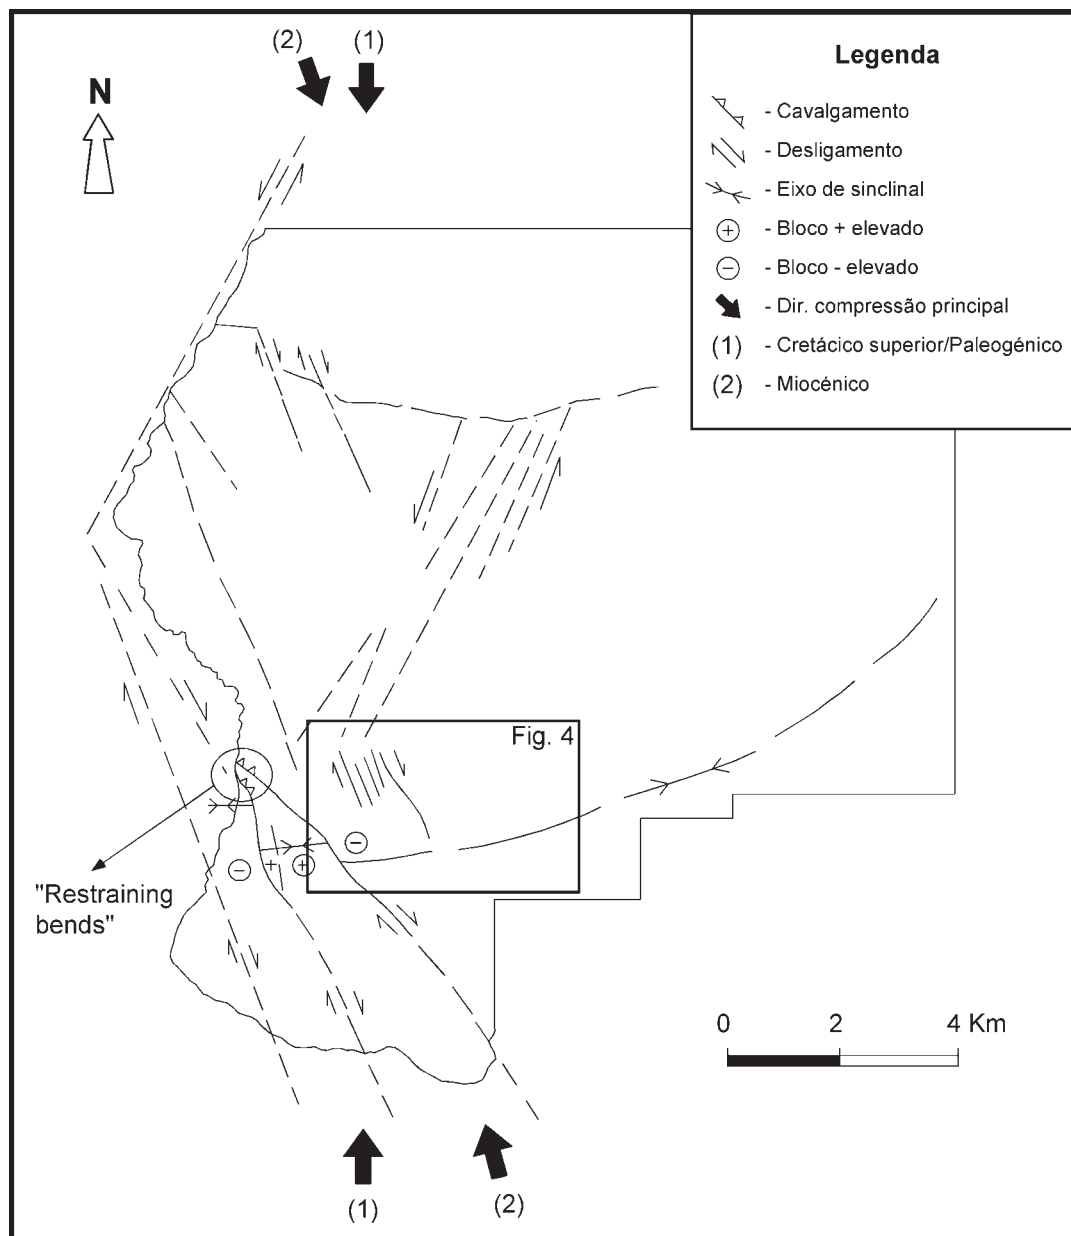 (2)
(1)
N
Legenda
- Cavalgamento
- Desligamento
- Eixo de sinclinal
- Bloco + elevado
- Bloco - elevado
- Dir. compressão principal
(1) - Cretácico superior/Paleogénico
(2) - Miocénico
Fig. 4
"Restraining
bends"
0 2 4 Km
(1)
(2)